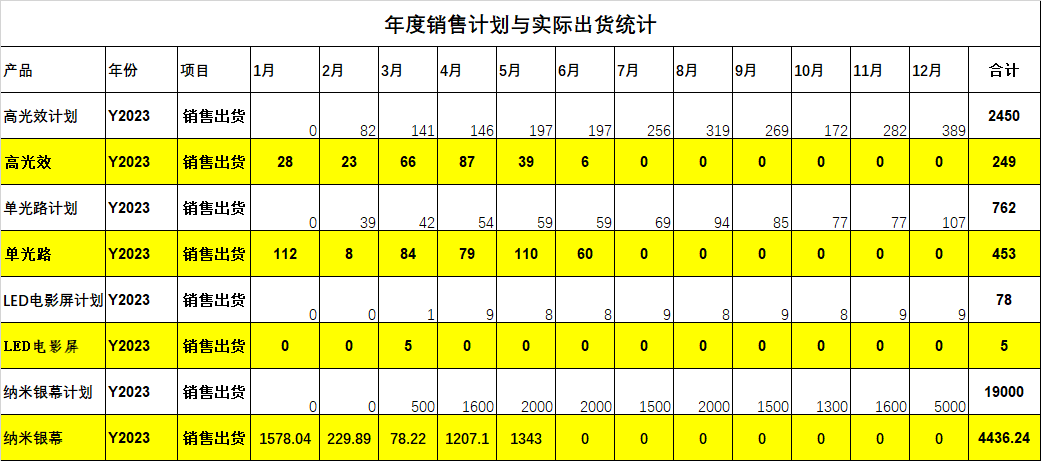 年度销售计划与实际出货统计
产品 年份 项目 1月 2月 3月 4月 5月 6月 7月 8月 9月 10月 11月 12月 合计
高光效计划 Y2023 销售出货 0 82 141 146 197 197 256 319 269 172 282 389 2450
高光效 Y2023 销售出货 28 23 66 87 39 6 0 0 0 0 0 0 249
单光路计划 Y2023 销售出货 0 39 42 54 59 59 69 94 85 77 77 107 762
单光路 Y2023 销售出货 112 8 84 79 110 60 0 0 0 0 0 0 453
LED电影屏计划 Y2023 销售出货 0 0 1 9 8 8 9 8 9 8 9 9 78
LED电影屏 Y2023 销售出货 0 0 5 0 0 0 0 0 0 0 0 0 5
纳米银幕计划 Y2023 销售出货 0 0 500 1600 2000 2000 1500 2000 1500 1300 1600 5000 19000
纳米银幕 Y2023 销售出货 1578.04 229.89 78.22 1207.1 1343 0 0 0 0 0 0 0 4436.24